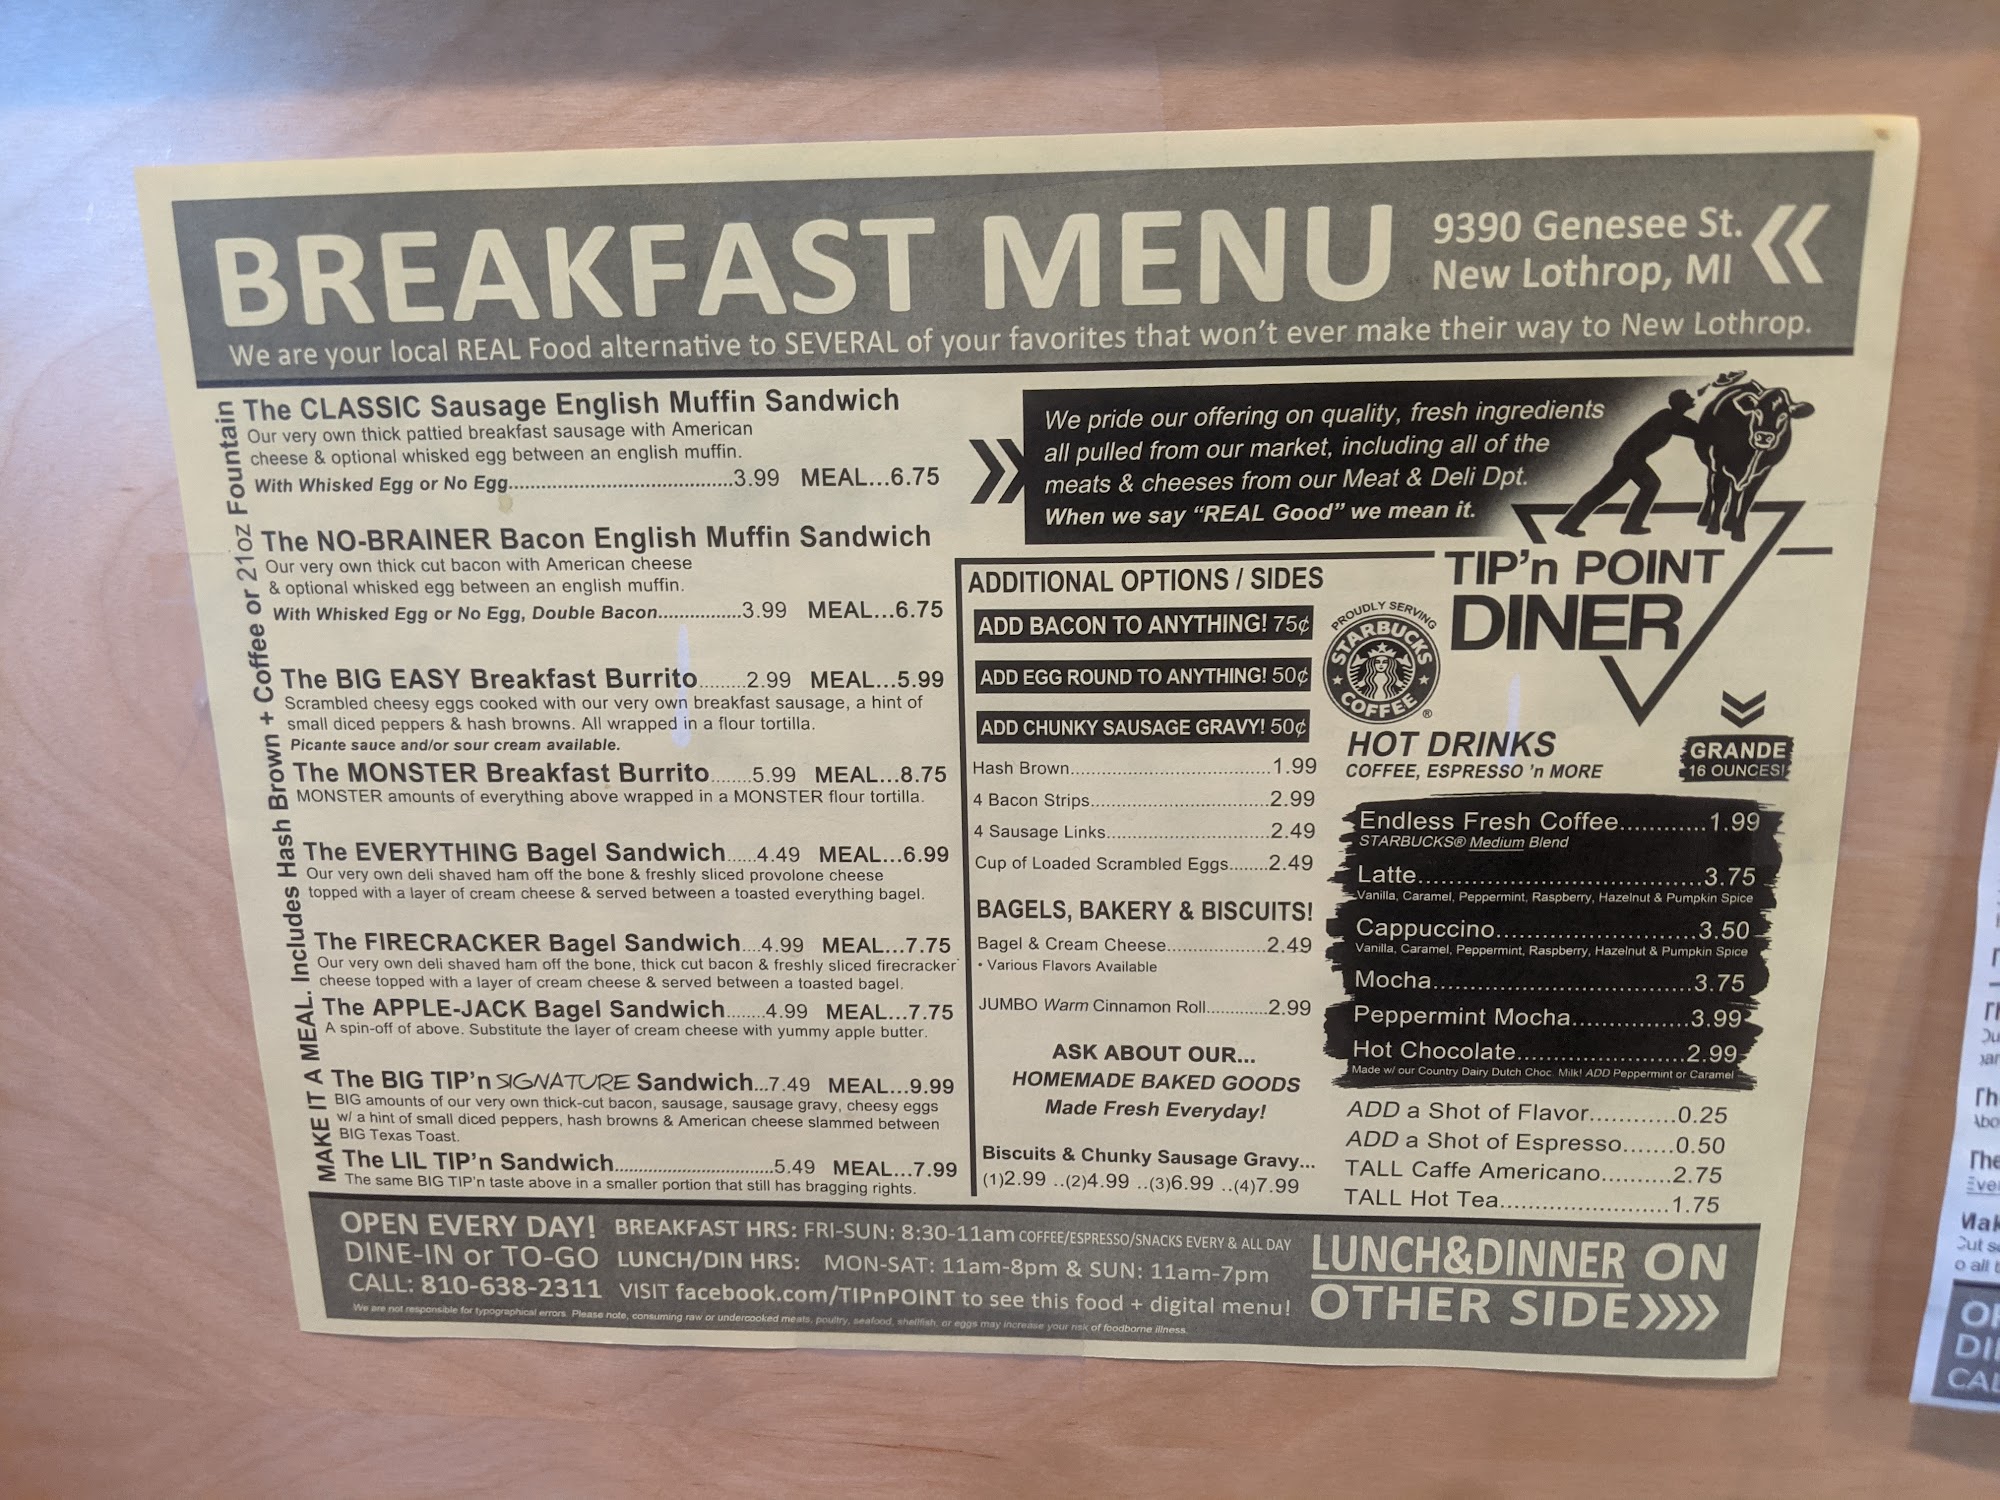 BREAKFAST MENU
9390 Genesee St.
New Lothrop, MI
We are your local REAL Food alternative to SEVERAL of your favorites that won't ever make their way to New Lothrop.
MAKE IT A MEAL. Includes Hash Brown + Coffee or 21oz Fountain
The CLASSIC Sausage English Muffin Sandwich
Our very own thick pattied breakfast sausage with American
cheese & optional whisked egg between an english muffin.
With Whisked Egg or No Egg......................................3.99 MEAL...6.75
The NO-BRAINER Bacon English Muffin Sandwich
Our very own thick cut bacon with American cheese
& optional whisked egg between an english muffin.
With Whisked Egg or No Egg, Double Bacon...............3.99 MEAL...6.75
The BIG EASY Breakfast Burrito........2.99 MEAL...5.99
Scrambled cheesy eggs cooked with our very own breakfast sausage, a hint of
small diced peppers & hash browns. All wrapped in a flour tortilla.
Picante sauce and/or sour cream available.
The MONSTER Breakfast Burrito.......5.99 MEAL...8.75
MONSTER amounts of everything above wrapped in a MONSTER flour tortilla.
The EVERYTHING Bagel Sandwich.....4.49 MEAL...6.99
Our very own deli shaved ham off the bone & freshly sliced provolone cheese
topped with a layer of cream cheese & served between a toasted everything bagel.
The FIRECRACKER Bagel Sandwich....4.99 MEAL...7.75
Our very own deli shaved ham off the bone, thick cut bacon & freshly sliced firecracker
cheese topped with a layer of cream cheese & served between a toasted bagel.
The APPLE-JACK Bagel Sandwich.......4.99 MEAL...7.75
A spin-off of above. Substitute the layer of cream cheese with yummy apple butter.
The BIG TIP'n SIGNATURE Sandwich...7.49 MEAL...9.99
BIG amounts of our very own thick-cut bacon, sausage, sausage gravy, cheesy eggs
w/ a hint of small diced peppers, hash browns & American cheese slammed between
BIG Texas Toast.
The LIL TIP'n Sandwich..........................5.49 MEAL...7.99
The same BIG TIP'n taste above in a smaller portion that still has bragging rights.
We pride our offering on quality, fresh ingredients
all pulled from our market, including all of the
meats & cheeses from our Meat & Deli Dpt.
When we say "REAL Good" we mean it.
TIP'n POINT
DINER
ADDITIONAL OPTIONS / SIDES
ADD BACON TO ANYTHING! 75¢
ADD EGG ROUND TO ANYTHING! 50¢
ADD CHUNKY SAUSAGE GRAVY! 50¢
Hash Brown............................1.99
4 Bacon Strips.........................2.99
4 Sausage Links.......................2.49
Cup of Loaded Scrambled Eggs.......2.49
BAGELS, BAKERY & BISCUITS!
Bagel & Cream Cheese..............2.49
• Various Flavors Available
JUMBO Warm Cinnamon Roll............2.99
ASK ABOUT OUR...
HOMEMADE BAKED GOODS
Made Fresh Everyday!
Biscuits & Chunky Sausage Gravy...
(1)2.99 ..(2)4.99 ..(3)6.99 ..(4)7.99
PROUDLY SERVING
STARBUCKS
COFFEE
®
HOT DRINKS
COFFEE, ESPRESSO 'n MORE
GRANDE
16 OUNCES!
Endless Fresh Coffee...........1.99
STARBUCKS® Medium Blend
Latte....................................3.75
Vanilla, Caramel, Peppermint, Raspberry, Hazelnut & Pumpkin Spice
Cappuccino.........................3.50
Vanilla, Caramel, Peppermint, Raspberry, Hazelnut & Pumpkin Spice
Mocha.................................3.75
Peppermint Mocha..............3.99
Hot Chocolate.....................2.99
Made w/ our Country Dairy Dutch Choc. Milk! ADD Peppermint or Caramel
ADD a Shot of Flavor...........0.25
ADD a Shot of Espresso.......0.50
TALL Caffe Americano.........2.75
TALL Hot Tea......................1.75
OPEN EVERY DAY! BREAKFAST HRS: FRI-SUN: 8:30-11am COFFEE/ESPRESSO/SNACKS EVERY & ALL DAY
DINE-IN or TO-GO LUNCH/DIN HRS: MON-SAT: 11am-8pm & SUN: 11am-7pm
CALL: 810-638-2311 VISIT facebook.com/TIPnPOINT to see this food + digital menu!
We are not responsible for typographical errors. Please note, consuming raw or undercooked meats, poultry, seafood, shellfish, or eggs may increase your risk of foodborne illness.
LUNCH&DINNER ON
OTHER SIDE